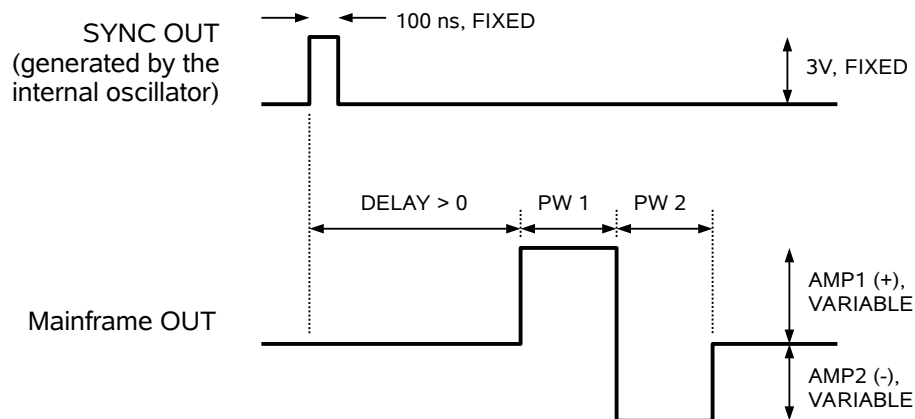 100 ns, FIXED
SYNC OUT
(generated by the
internal oscillator)
3V, FIXED
DELAY > 0
PW 1
PW 2
AMP1 (+),
VARIABLE
Mainframe OUT
AMP2 (-),
VARIABLE